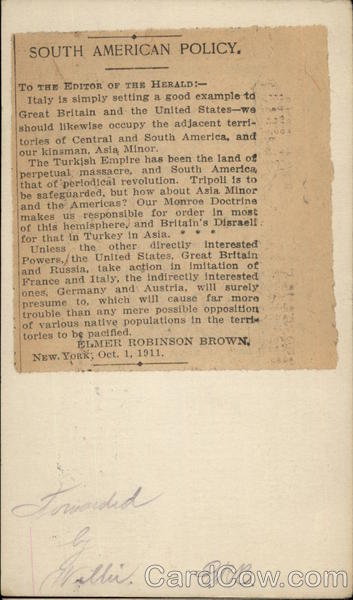 SOUTH AMERICAN POLICY.
TO THE EDITOR OF THE HERALD:—
Italy is simply setting a good example to
Great Britain and the United States—we
should likewise occupy the adjacent terri-
tories of Central and South America, and
our kinsman, Asia Minor.
The Turkish Empire has been the land of
perpetual massacre, and South America
that of periodical revolution. Tripoli is to
be safeguarded, but how about Asia Minor
and the Americas? Our Monroe Doctrine
makes us responsible for order in most
of this hemisphere, and Britain's Disraeli
for that in Turkey in Asia. * * *
Unless the other directly interested
Powers, the United States, Great Britain
and Russia, take action in imitation of
France and Italy, the indirectly interested
ones, Germany and Austria, will surely
presume to, which will cause far more
trouble than any mere possible opposition
of various native populations in the terri-
tories to be pacified.
ELMER ROBINSON BROWN.
NEW YORK, Oct. 1, 1911.
Forwarded
by
Willie.
CardCow.com